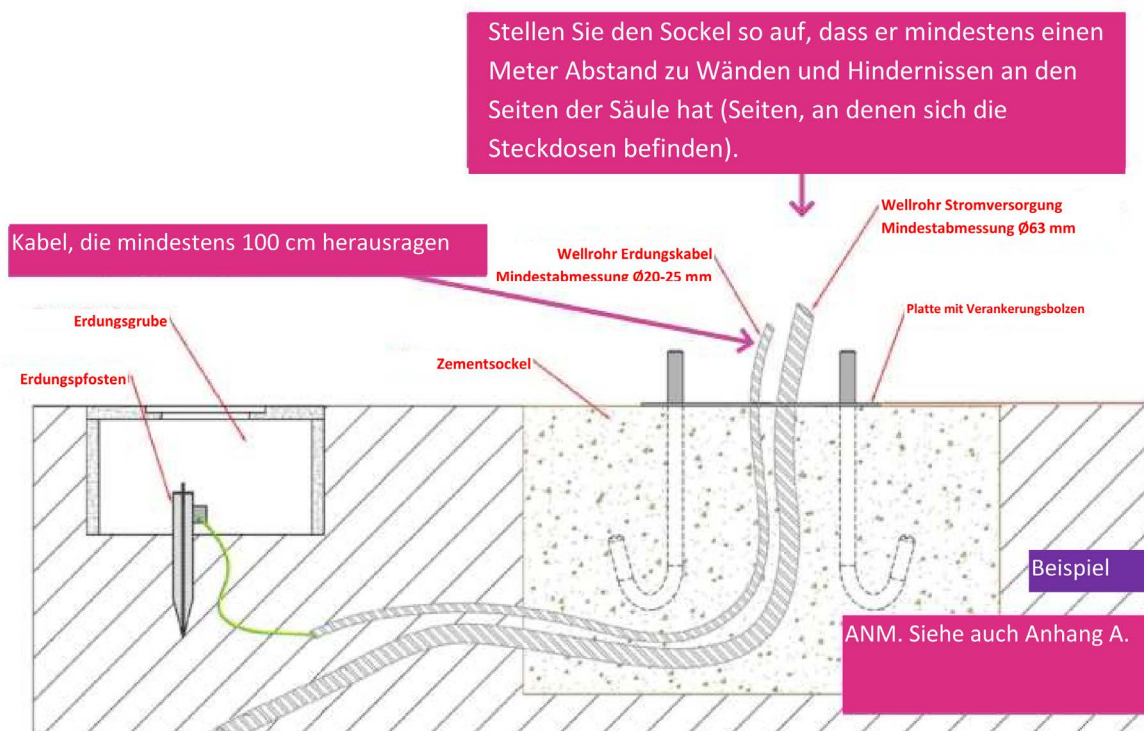 Stellen Sie den Sockel so auf, dass er mindestens einen
Meter Abstand zu Wänden und Hindernissen an den
Seiten der Säule hat (Seiten, an denen sich die
Steckdosen befinden).
Wellrohr Stromversorgung
Mindestabmessung Ø63 mm
Kabel, die mindestens 100 cm herausragen
Wellrohr Erdungskabel
Mindestabmessung Ø20-25 mm
Platte mit Verankerungsbolzen
Erdungsgrube
Zementsockel
Erdungspfosten
Beispiel
ANM. Siehe auch Anhang A.